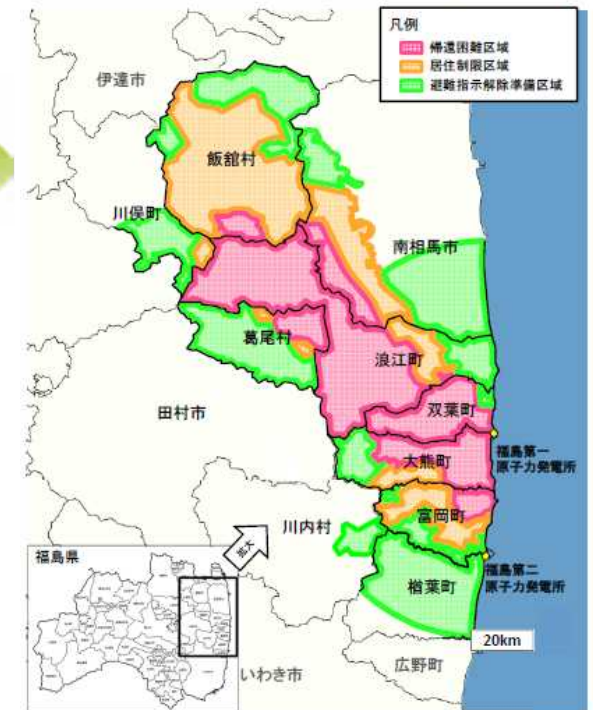 凡例
帰還困難区域
居住制限区域
避難指示解除準備区域
伊達市
飯舘村
川俣町
南相馬市
葛尾村
浪江町
田村市
双葉町
大熊町
福島第一
原子力発電所
富岡町
川内村
福島県
拡大
福島第二
原子力発電所
楢葉町
20km
いわき市
広野町